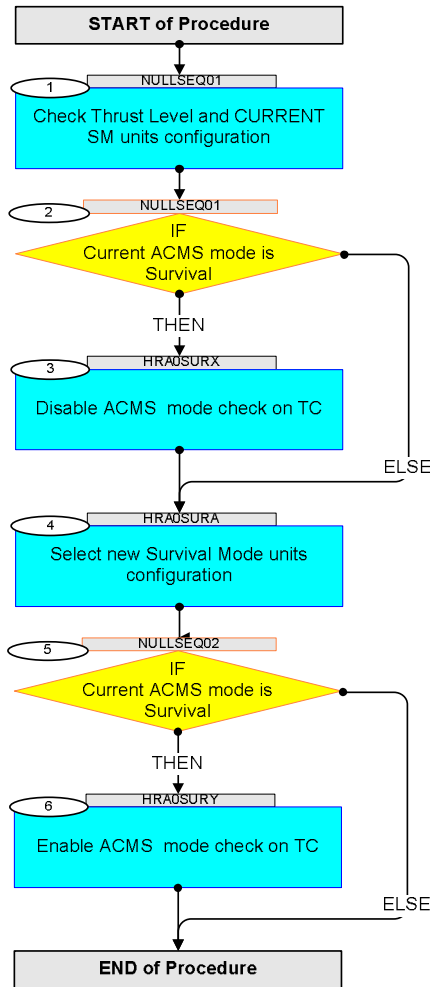 START of Procedure
NULLSEQ01
1
Check Thrust Level and CURRENT
SM units configuration
NULLSEQ01
2
IF
Current ACMS mode is
Survival
THEN
HRA0SURX
3
Disable ACMS mode check on TC
ELSE
HRA0SURA
4
Select new Survival Mode units
configuration
NULLSEQ02
5
IF
Current ACMS mode is
Survival
THEN
HRA0SURY
6
Enable ACMS mode check on TC
ELSE
END of Procedure